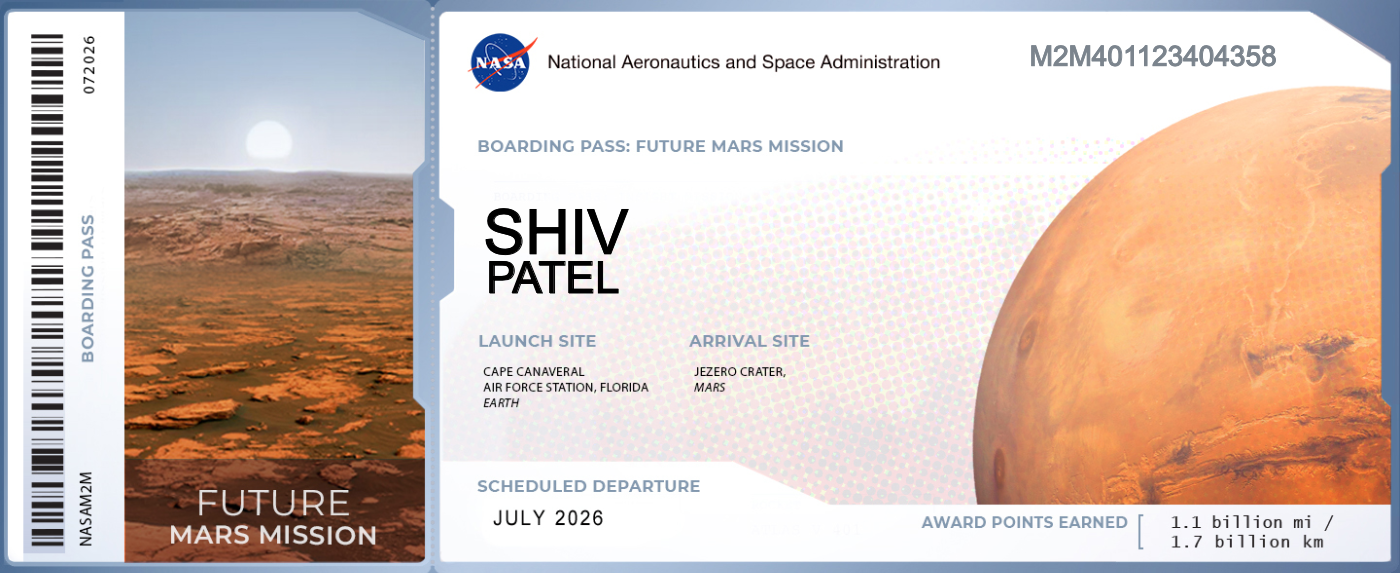 072026
BOARDING PASS
NASAM2M
FUTURE
MARS MISSION
NASA
National Aeronautics and Space Administration
M2M401123404358
BOARDING PASS: FUTURE MARS MISSION
SHIV
PATEL
LAUNCH SITE
CAPE CANAVERAL
AIR FORCE STATION, FLORIDA
EARTH
ARRIVAL SITE
JEZERO CRATER,
MARS
SCHEDULED DEPARTURE
JULY 2026
AWARD POINTS EARNED
1.1 billion mi /
1.7 billion km